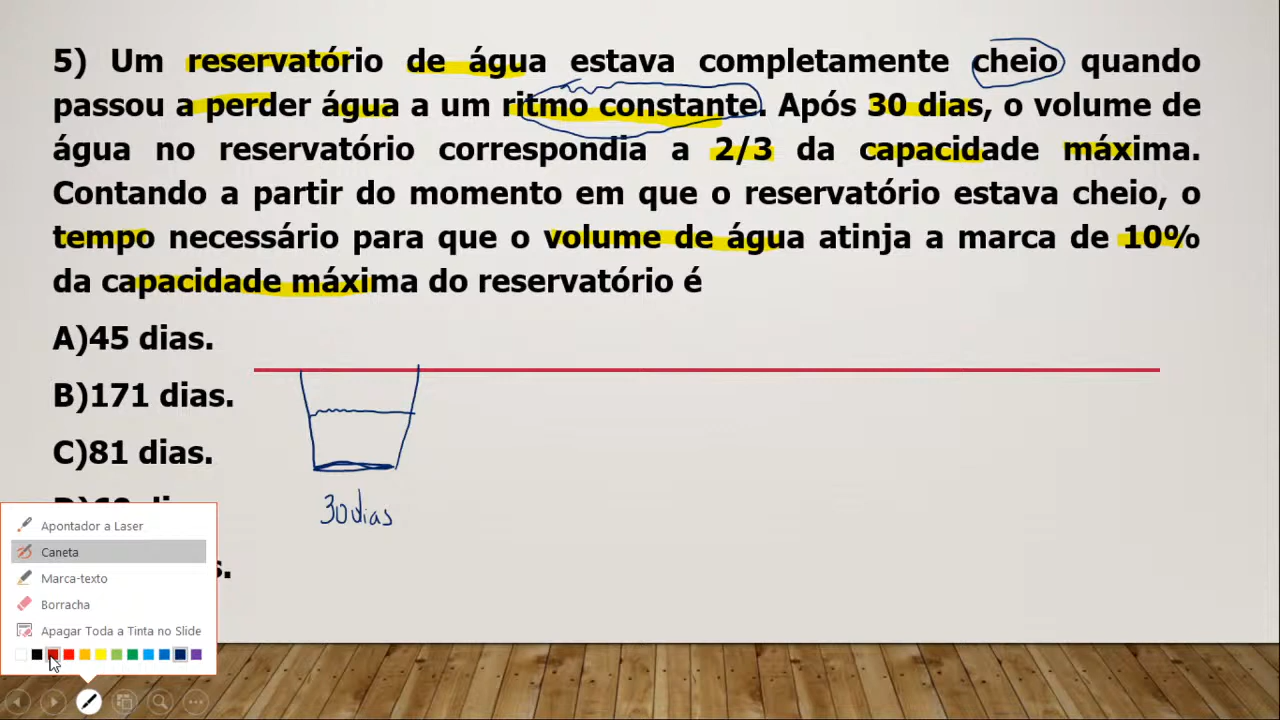 5) Um reservatório de água estava completamente cheio quando
passou a perder água a um ritmo constante. Após 30 dias, o volume de
água no reservatório correspondia a 2/3 da capacidade máxima.
Contando a partir do momento em que o reservatório estava cheio, o
tempo necessário para que o volume de água atinja a marca de 10%
da capacidade máxima do reservatório é
A)45 dias.
B)171 dias.
C)81 dias.
30 dias
Apontador a Laser
Caneta
Marca-texto
Borracha
Apagar Toda a Tinta no Slide